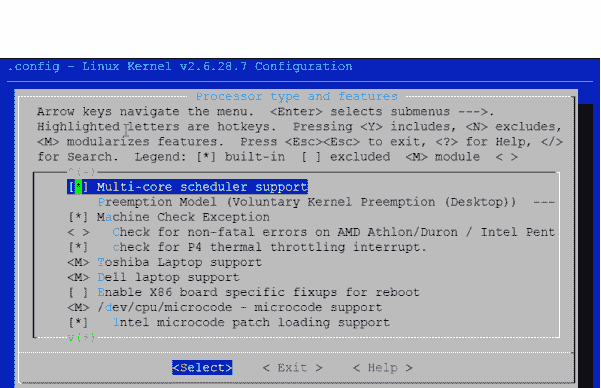 .config - Linux Kernel v2.6.28.7 Configuration
Processor type and features
Arrow keys navigate the menu.  <Enter> selects submenus --->.
Highlighted letters are hotkeys.  Pressing <Y> includes, <N> excludes,
<M> modularizes features.  Press <Esc><Esc> to exit, <?> for Help, </>
for Search.  Legend: [*] built-in  [ ] excluded  <M> module  < >
^(-)
[*] Multi-core scheduler support
Preemption Model (Voluntary Kernel Preemption (Desktop))  ---
[*] Machine Check Exception
< >   Check for non-fatal errors on AMD Athlon/Duron / Intel Pent
[*]   check for P4 thermal throttling interrupt.
<M> Toshiba Laptop support
<M> Dell laptop support
[ ] Enable X86 board specific fixups for reboot
<M> /dev/cpu/microcode - microcode support
[*]   Intel microcode patch loading support
v(+)
<Select>    < Exit >    < Help >